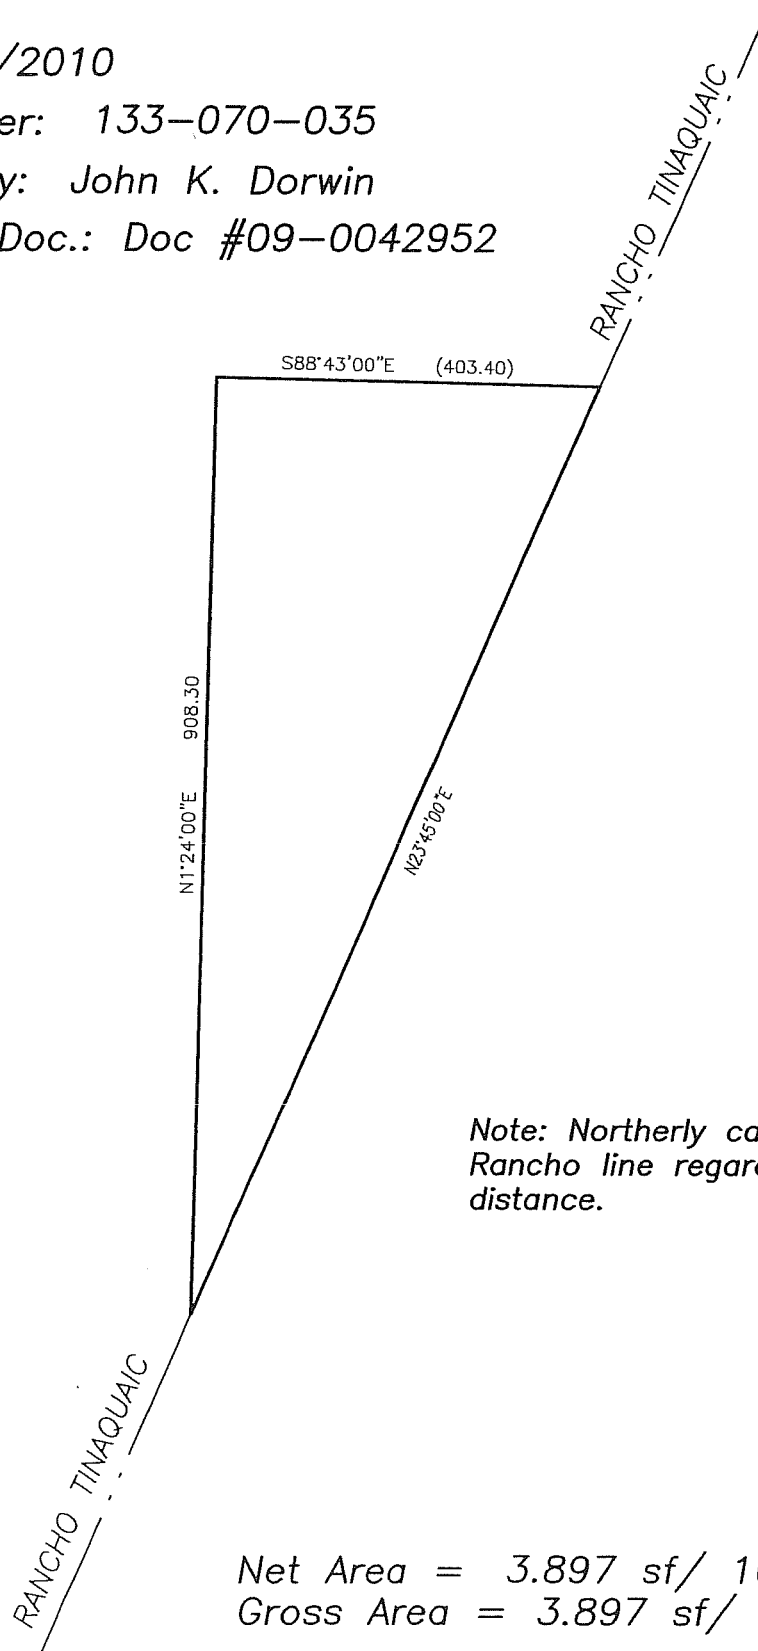 /2010
er: 133-070-035
y: John K. Dorwin
Doc.: Doc #09-0042952
RANCHO TINAQUAIC
S88°43'00"E (403.40)
N1°24'00"E 908.30
N23°45'00"E
Note: Northerly ca
Rancho line regar
distance.
RANCHO TINAQUAIC
Net Area = 3.897 sf/ 1
Gross Area = 3.897 sf/